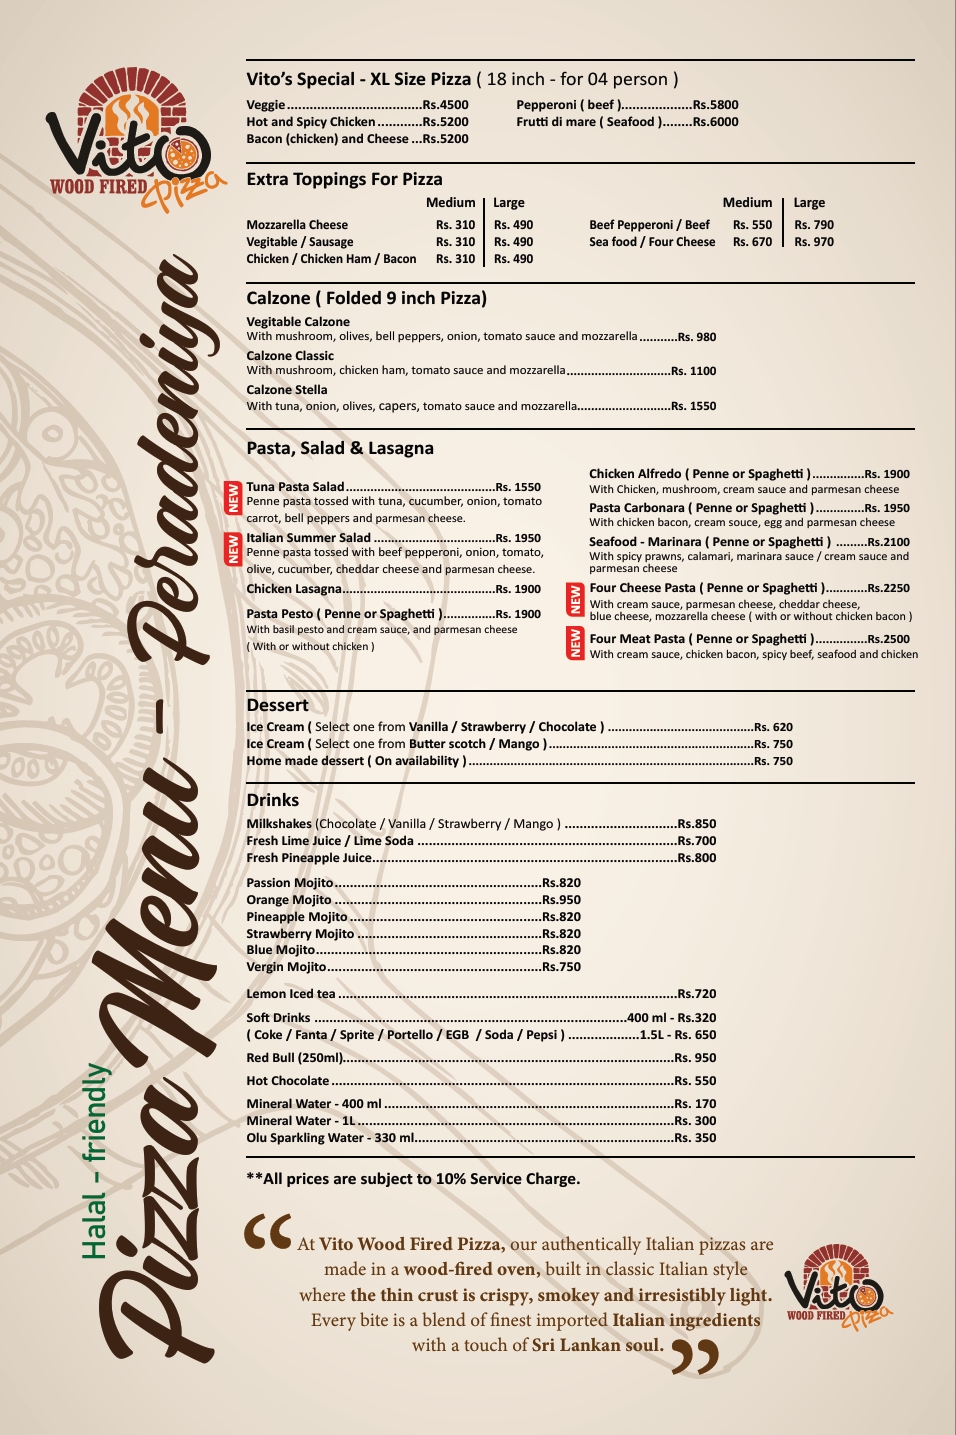 Vito
WOOD FIRED
Pizza
Halal - friendly
Pizza Menu - Peradeniya
Vito's Special - XL Size Pizza ( 18 inch - for 04 person )
Veggie.....................................Rs.4500
Hot and Spicy Chicken............Rs.5200
Bacon (chicken) and Cheese ...Rs.5200
Pepperoni ( beef )...................Rs.5800
Frutti di mare ( Seafood )........Rs.6000
Extra Toppings For Pizza
Medium Large
Mozzarella Cheese Rs. 310 Rs. 490
Vegitable / Sausage Rs. 310 Rs. 490
Chicken / Chicken Ham / Bacon Rs. 310 Rs. 490
Medium Large
Beef Pepperoni / Beef Rs. 550 Rs. 790
Sea food / Four Cheese Rs. 670 Rs. 970
Calzone ( Folded 9 inch Pizza)
Vegitable Calzone
With mushroom, olives, bell peppers, onion, tomato sauce and mozzarella...........Rs. 980
Calzone Classic
With mushroom, chicken ham, tomato sauce and mozzarella.............................Rs. 1100
Calzone Stella
With tuna, onion, olives, capers, tomato sauce and mozzarella..........................Rs. 1550
Pasta, Salad & Lasagna
NEW
Tuna Pasta Salad.........................................Rs. 1550
Penne pasta tossed with tuna, cucumber, onion, tomato
carrot, bell peppers and parmesan cheese.
NEW
Italian Summer Salad .................................Rs. 1950
Penne pasta tossed with beef pepperoni, onion, tomato,
olive, cucumber, cheddar cheese and parmesan cheese.
Chicken Lasagna..........................................Rs. 1900
Pasta Pesto ( Penne or Spaghetti )..............Rs. 1900
With basil pesto and cream sauce, and parmesan cheese
( With or without chicken )
Chicken Alfredo ( Penne or Spaghetti )..............Rs. 1900
With Chicken, mushroom, cream sauce and parmesan cheese
Pasta Carbonara ( Penne or Spaghetti ).............Rs. 1950
With chicken bacon, cream souce, egg and parmesan cheese
Seafood - Marinara ( Penne or Spaghetti ) .........Rs.2100
With spicy prawns, calamari, marinara sauce / cream sauce and
parmesan cheese
NEW
Four Cheese Pasta ( Penne or Spaghetti )...........Rs.2250
With cream sauce, parmesan cheese, cheddar cheese,
blue cheese, mozzarella cheese ( with or without chicken bacon )
NEW
Four Meat Pasta ( Penne or Spaghetti )..............Rs.2500
With cream sauce, chicken bacon, spicy beef, seafood and chicken
Dessert
Ice Cream ( Select one from Vanilla / Strawberry / Chocolate ) ........................................Rs. 620
Ice Cream ( Select one from Butter scotch / Mango )........................................................Rs. 750
Home made dessert ( On availability )..............................................................................Rs. 750
Drinks
Milkshakes (Chocolate / Vanilla / Strawberry / Mango ) ...............................Rs.850
Fresh Lime Juice / Lime Soda .......................................................................Rs.700
Fresh Pineapple Juice...................................................................................Rs.800
Passion Mojito.........................................................Rs.820
Orange Mojito .........................................................Rs.950
Pineapple Mojito.....................................................Rs.820
Strawberry Mojito ...................................................Rs.820
Blue Mojito..............................................................Rs.820
Vergin Mojito...........................................................Rs.750
Lemon Iced tea .............................................................................................Rs.720
Soft Drinks .....................................................................................400 ml - Rs.320
( Coke / Fanta / Sprite / Portello / EGB / Soda / Pepsi ) ...................1.5L - Rs. 650
Red Bull (250ml)..........................................................................................Rs. 950
Hot Chocolate..............................................................................................Rs. 550
Mineral Water - 400 ml ...............................................................................Rs. 170
Mineral Water - 1L.......................................................................................Rs. 300
Olu Sparkling Water - 330 ml.......................................................................Rs. 350
**All prices are subject to 10% Service Charge.
“ At Vito Wood Fired Pizza, our authentically Italian pizzas are
made in a wood-fired oven, built in classic Italian style
where the thin crust is crispy, smokey and irresistibly light.
Every bite is a blend of finest imported Italian ingredients
with a touch of Sri Lankan soul. ”
Vito
WOOD FIRED
Pizza